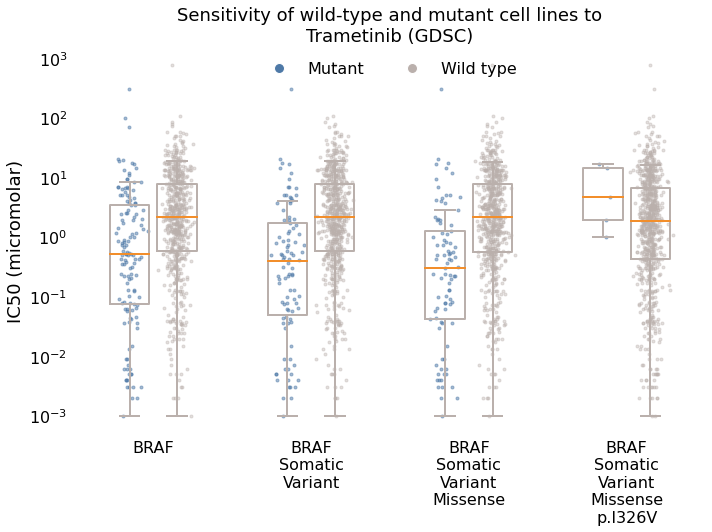 Sensitivity of wild-type and mutant cell lines to
Trametinib (GDSC)
Mutant
Wild type
IC50 (micromolar)
10³
10²
10¹
10⁰
10⁻¹
10⁻²
10⁻³
BRAF
BRAF
Somatic
Variant
BRAF
Somatic
Variant
Missense
BRAF
Somatic
Variant
Missense
p.I326V